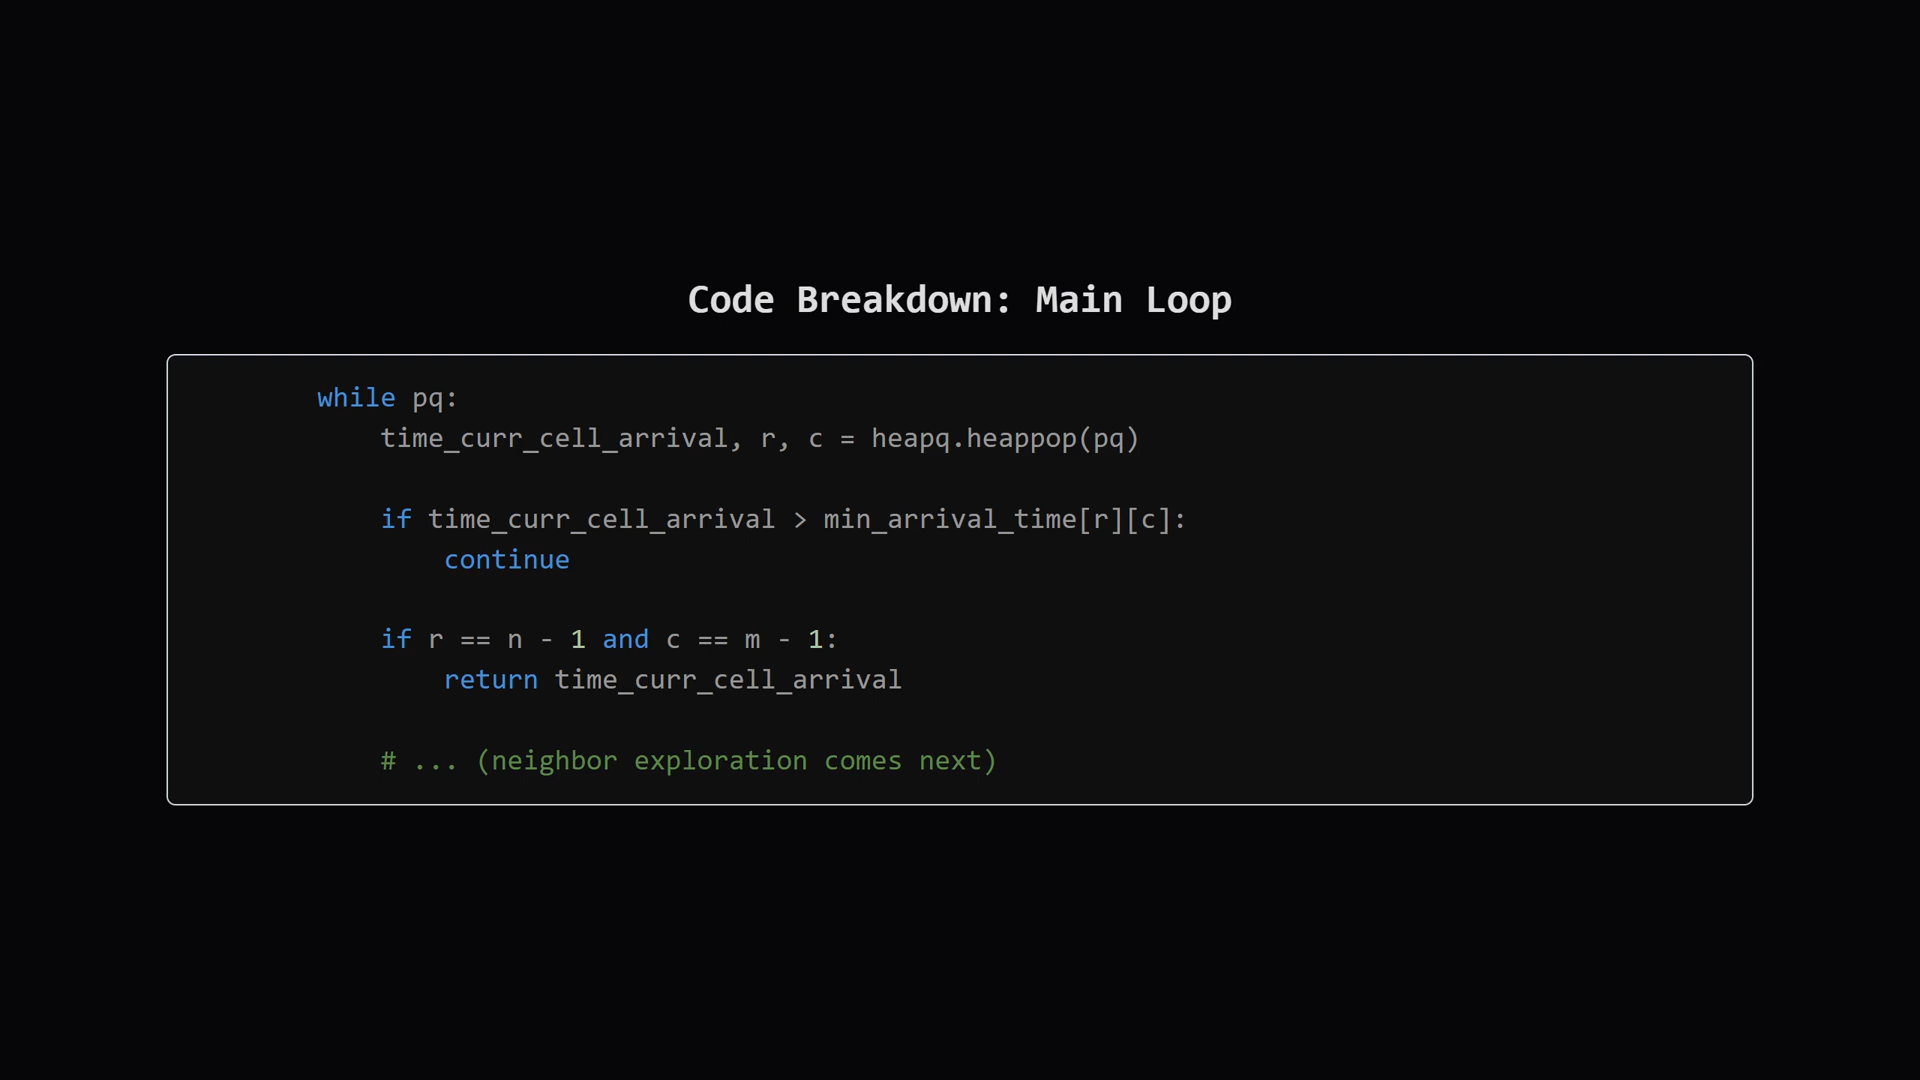 Code Breakdown: Main Loop
while pq:
    time_curr_cell_arrival, r, c = heapq.heappop(pq)
    if time_curr_cell_arrival > min_arrival_time[r][c]:
        continue
    if r == n - 1 and c == m - 1:
        return time_curr_cell_arrival
    # ... (neighbor exploration comes next)